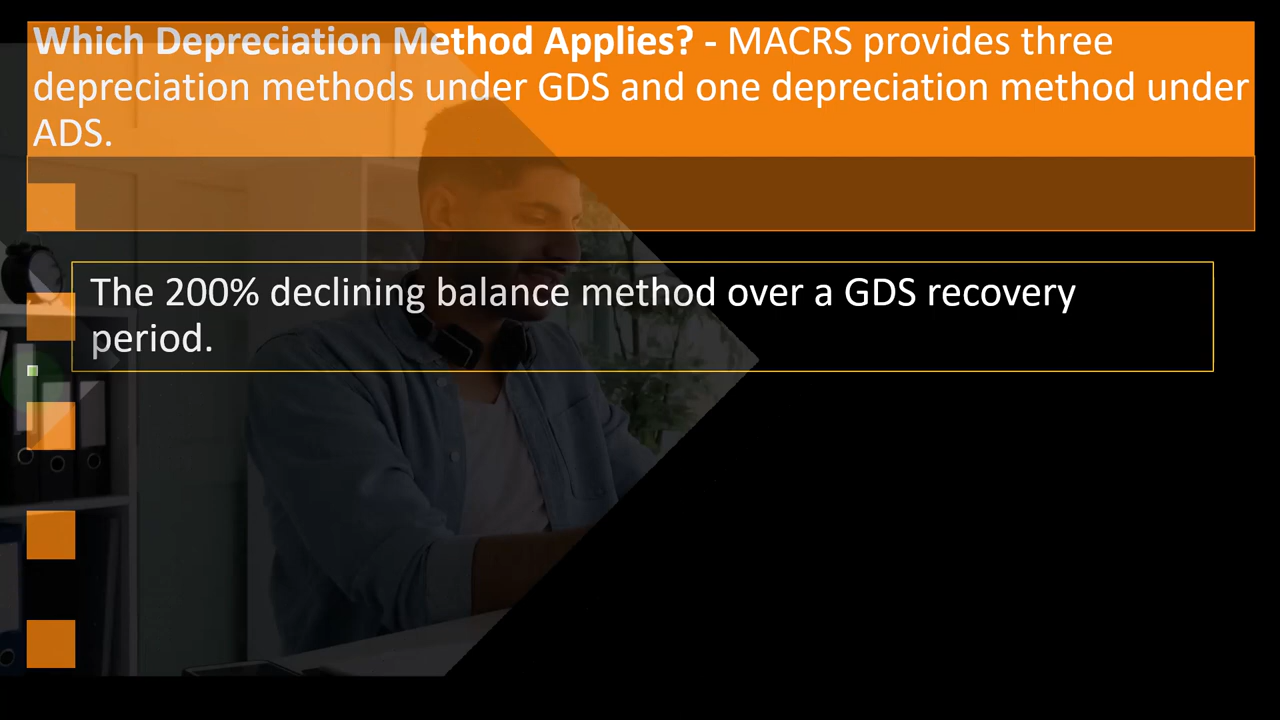 Which Depreciation Method Applies? - MACRS provides three
depreciation methods under GDS and one depreciation method under
ADS.
The 200% declining balance method over a GDS recovery
period.